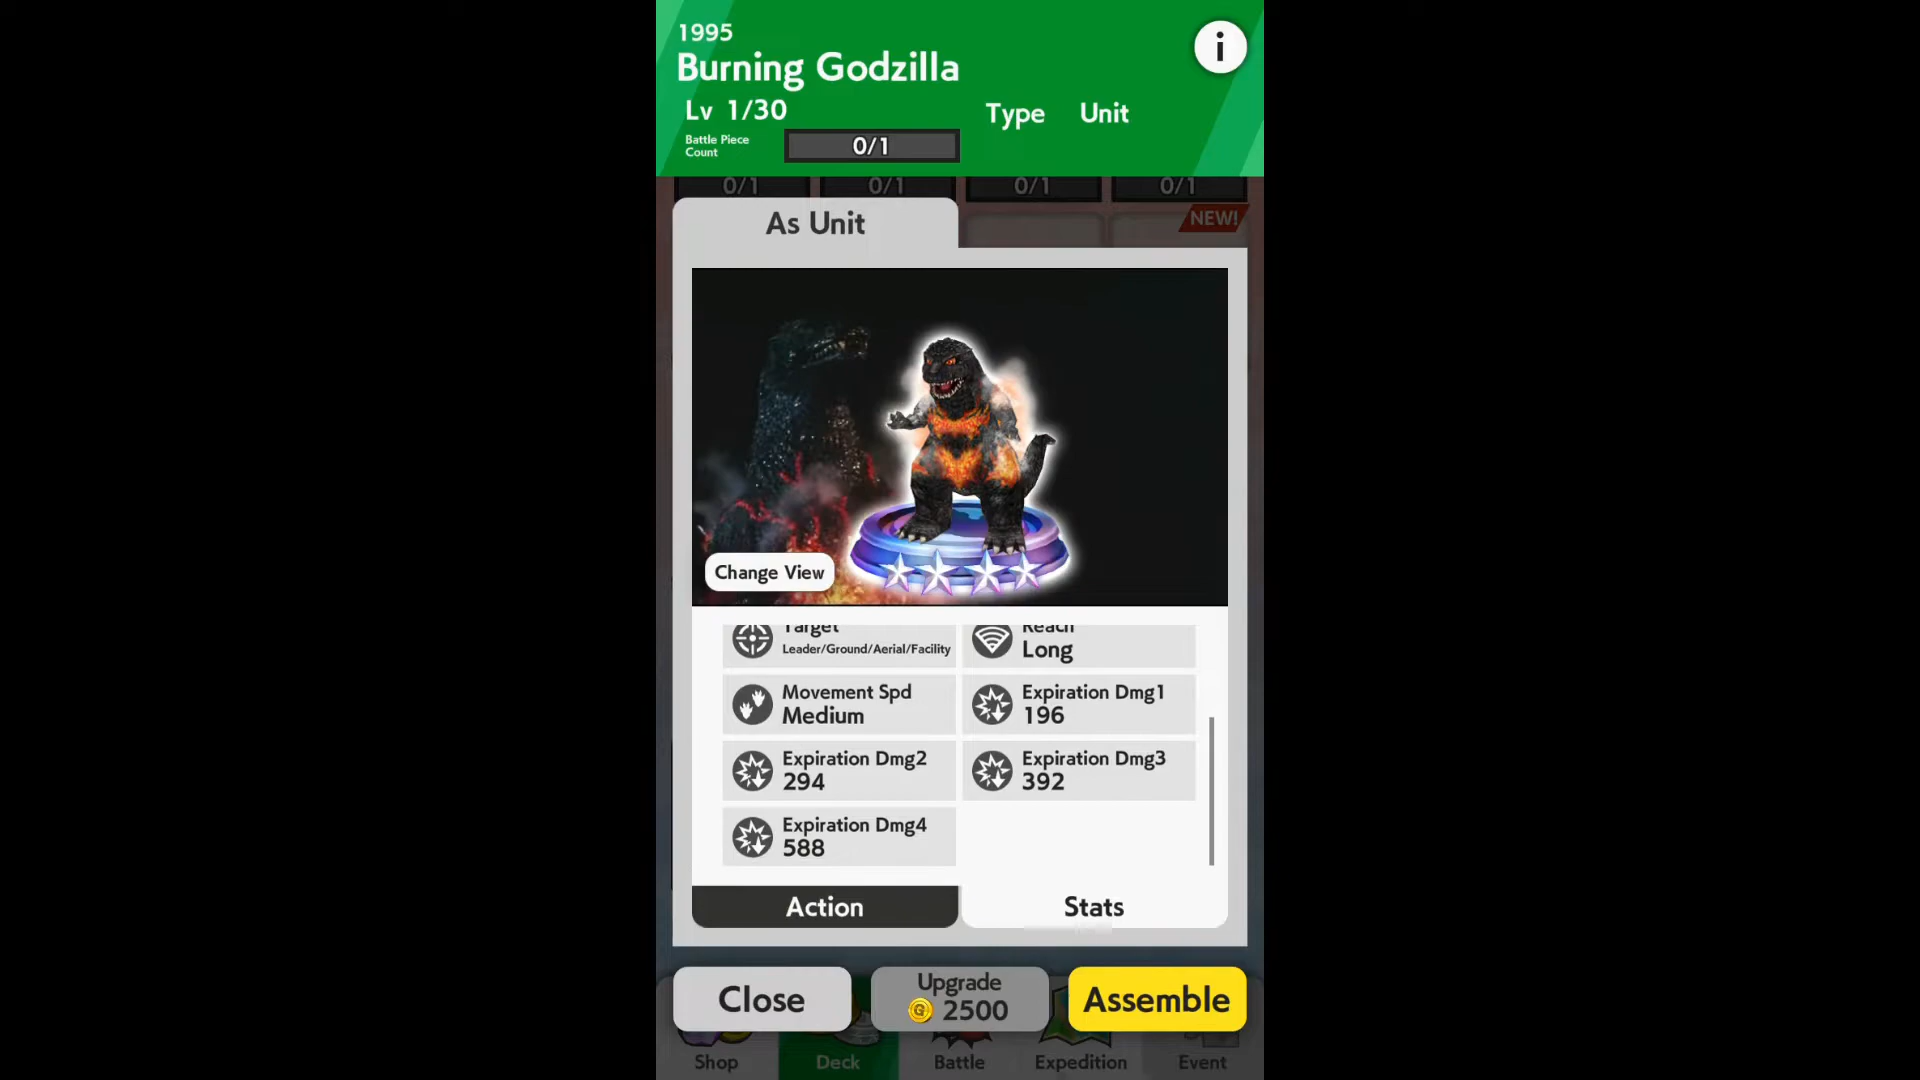 1995
Burning Godzilla
i
Lv 1/30
Type Unit
Battle Piece
Count
0/1
0/1 0/1 0/1 0/1
NEW!
As Unit
Change View
Target
Leader/Ground/Aerial/Facility
Reach
Long
Movement Spd
Medium
Expiration Dmg1
196
Expiration Dmg2
294
Expiration Dmg3
392
Expiration Dmg4
588
Action
Stats
Close
Upgrade
G 2500
Assemble
Shop
Deck
Battle
Expedition
Event